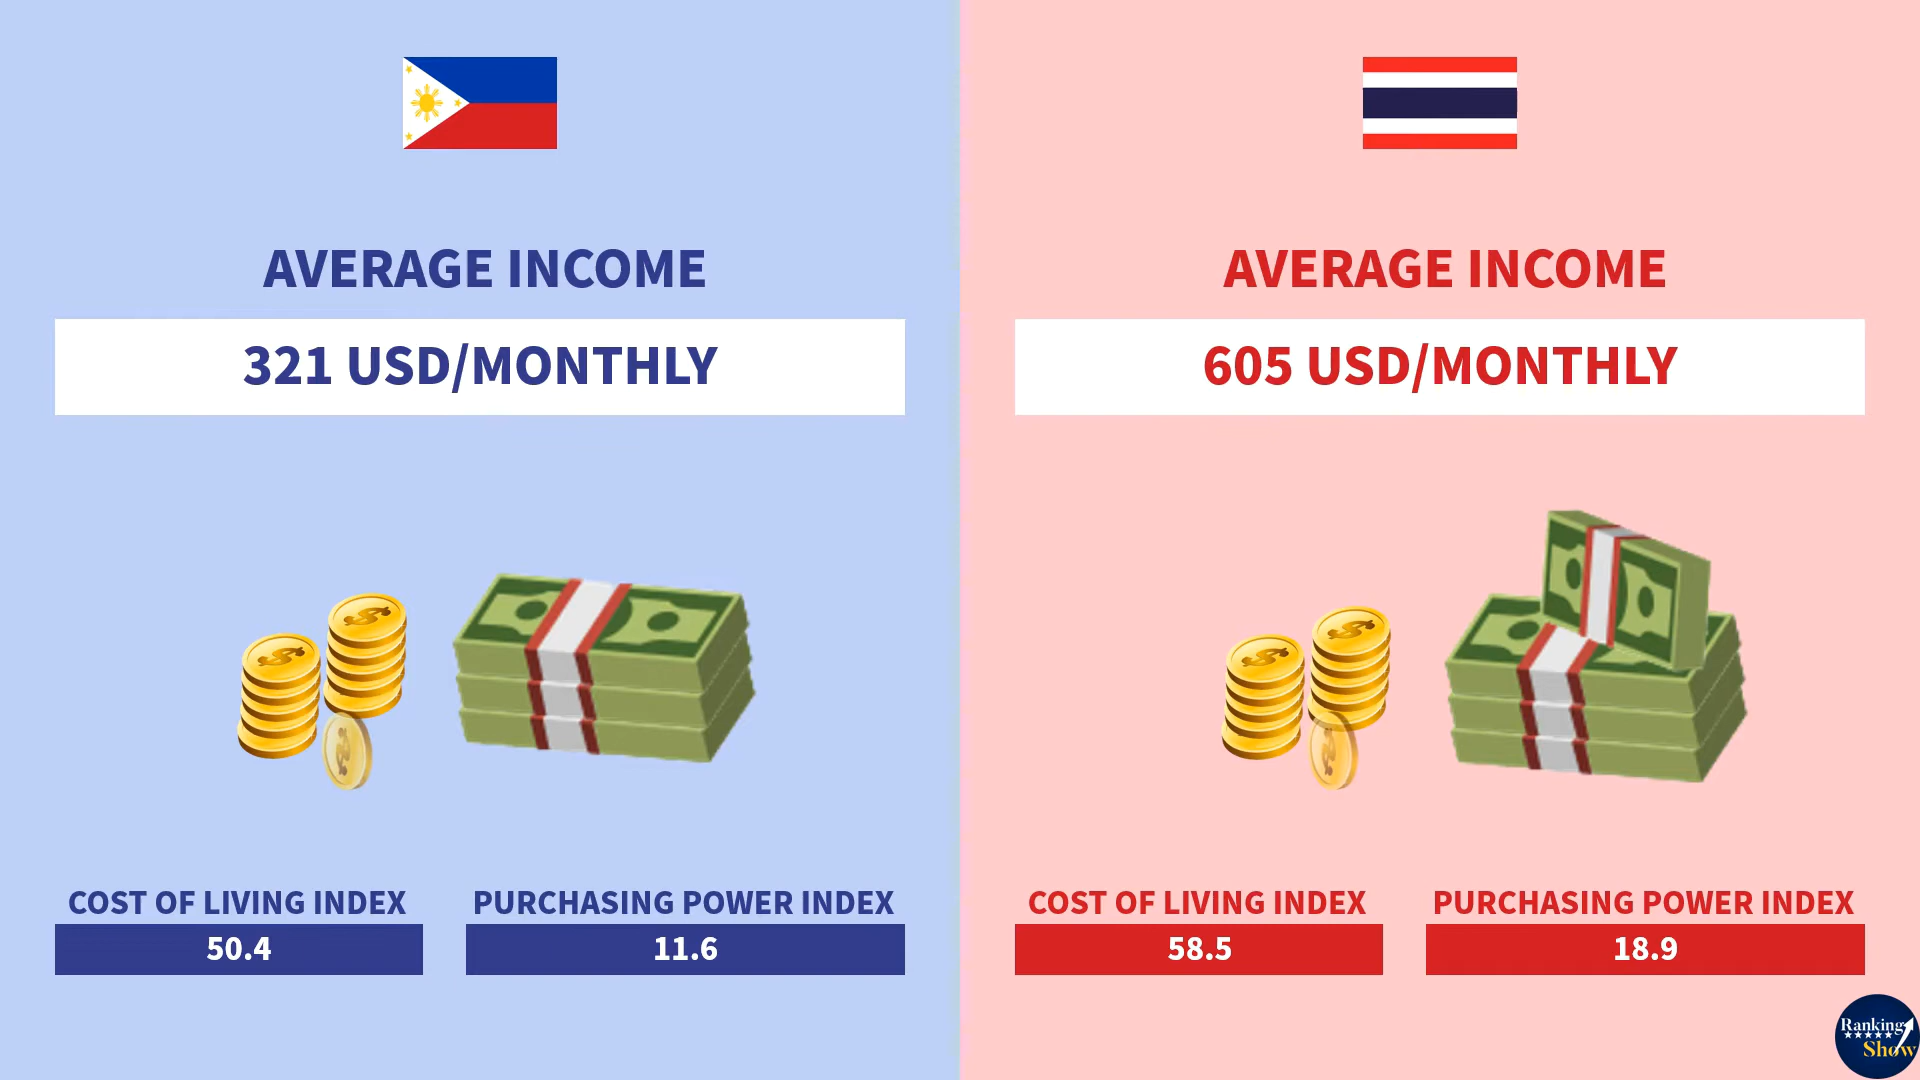 AVERAGE INCOME
321 USD/MONTHLY
COST OF LIVING INDEX
50.4
PURCHASING POWER INDEX
11.6
AVERAGE INCOME
605 USD/MONTHLY
COST OF LIVING INDEX
58.5
PURCHASING POWER INDEX
18.9
Ranking
Show